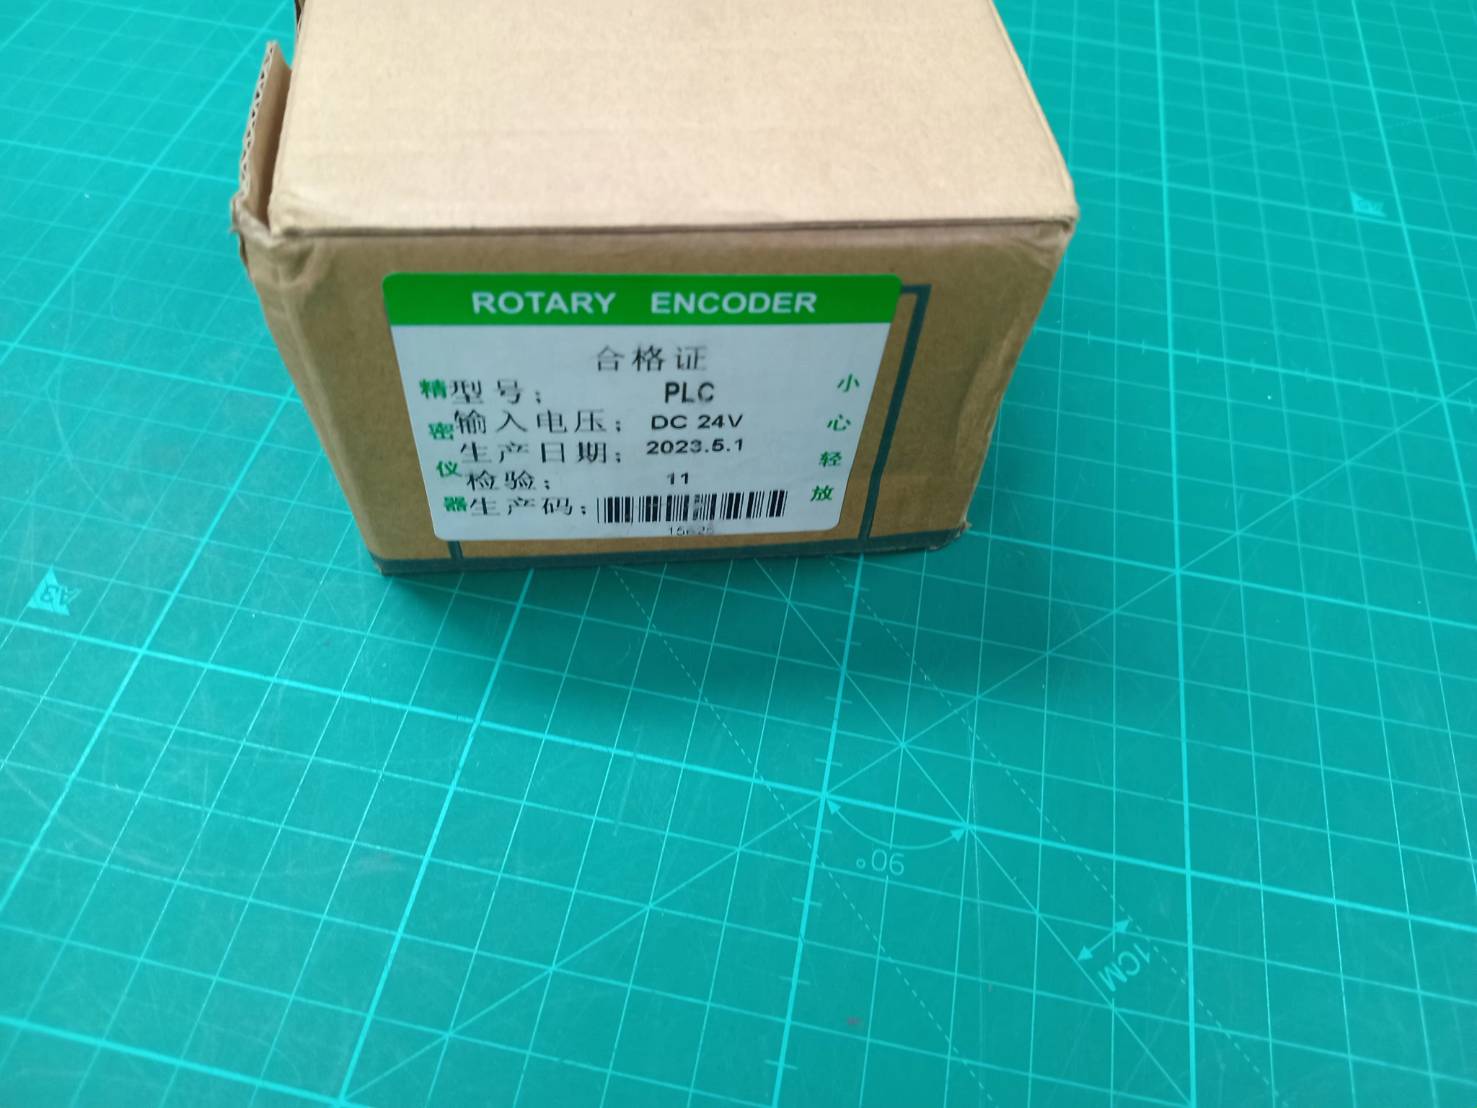 ROTARY ENCODER
合格证
型号： PLC
输入电压： DC 24V
生产日期： 2023.5.1
检验： 11
生产码：
精密仪器
小心轻放
A3
90°
1CM